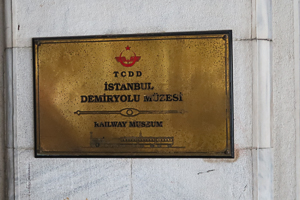 TCDD
İSTANBUL
DEMİRYOLU MÜZESİ
RAILWAY MUSEUM